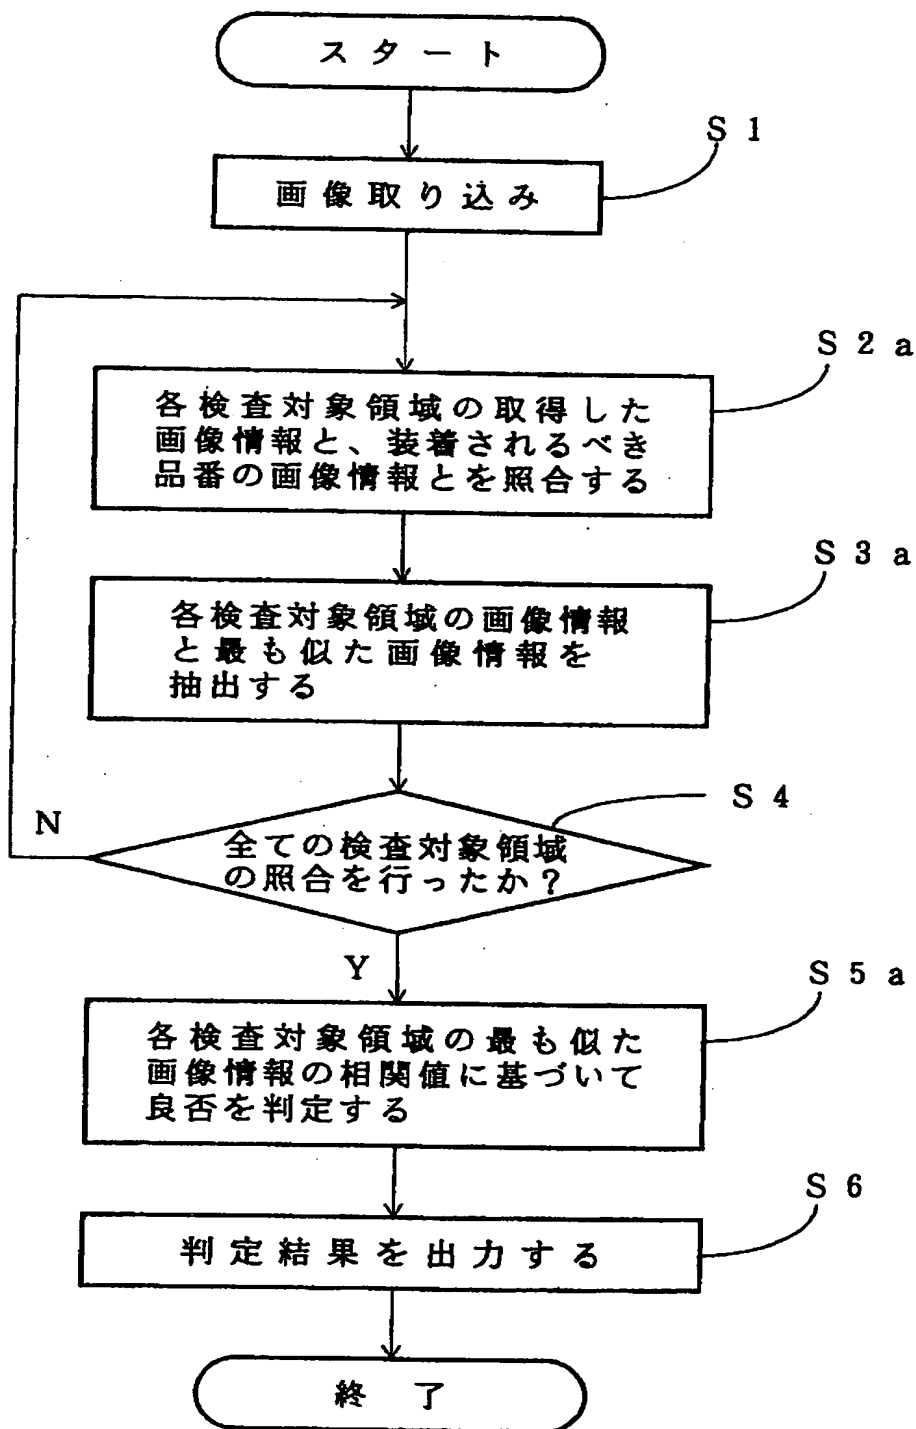 スタート
S1
画像取り込み
S2a
各検査対象領域の取得した
画像情報と、装着されるべき
品番の画像情報とを照合する
S3a
各検査対象領域の画像情報
と最も似た画像情報を
抽出する
S4
N
全ての検査対象領域
の照合を行ったか?
Y
S5a
各検査対象領域の最も似た
画像情報の相関値に基づいて
良否を判定する
S6
判定結果を出力する
終了